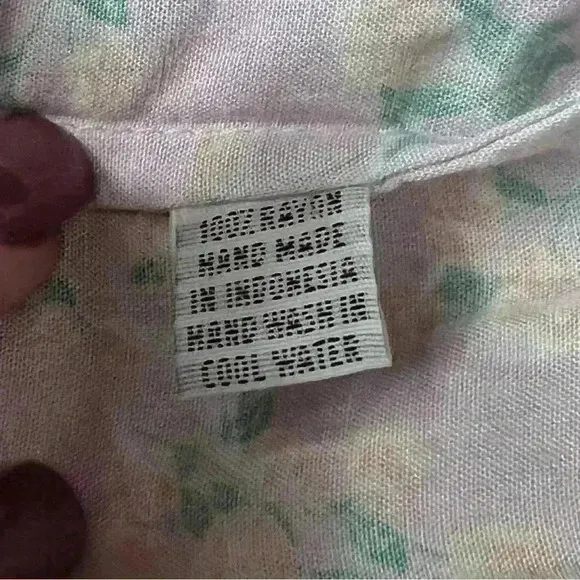 100% RAYON
HAND MADE
IN INDONESIA
HAND WASH IN
COOL WATER